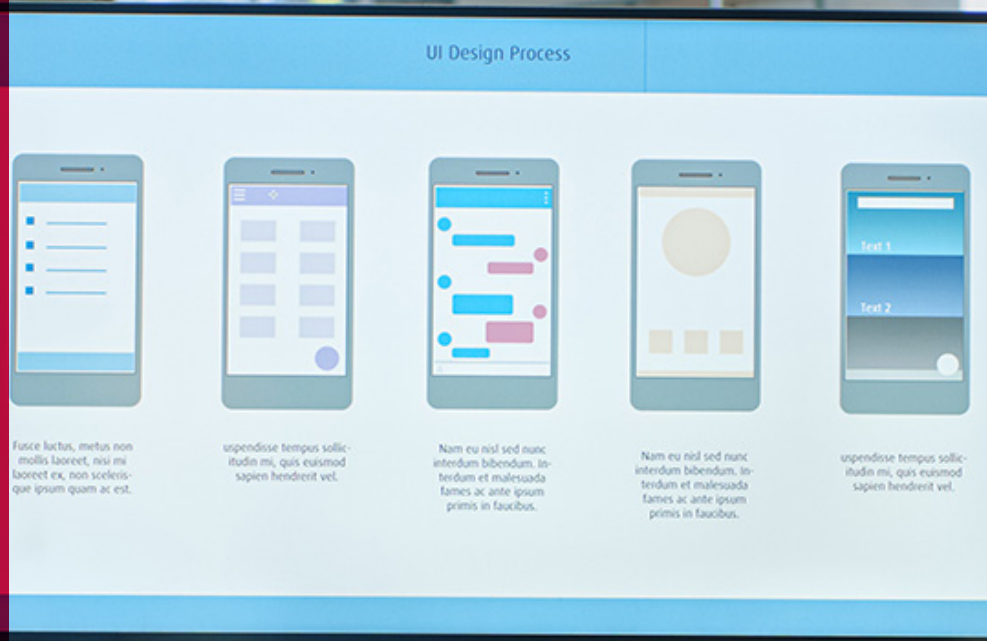 UI Design Process
Text 1
Text 2
Fusce luctus, metus non
mollis laoreet, nisi mi
laoreet ex, non sceleris-
que ipsum quam ac est.
uspendisse tempus sollic-
itudin mi, quis euismod
sapien hendrerit vel.
Nam eu nisl sed nunc
interdum bibendum. In-
terdum et malesuada
fames ac ante ipsum
primis in faucibus.
Nam eu nisl sed nunc
interdum bibendum. In-
terdum et malesuada
fames ac ante ipsum
primis in faucibus.
uspendisse tempus sollic-
itudin mi, quis euismod
sapien hendrerit vel.